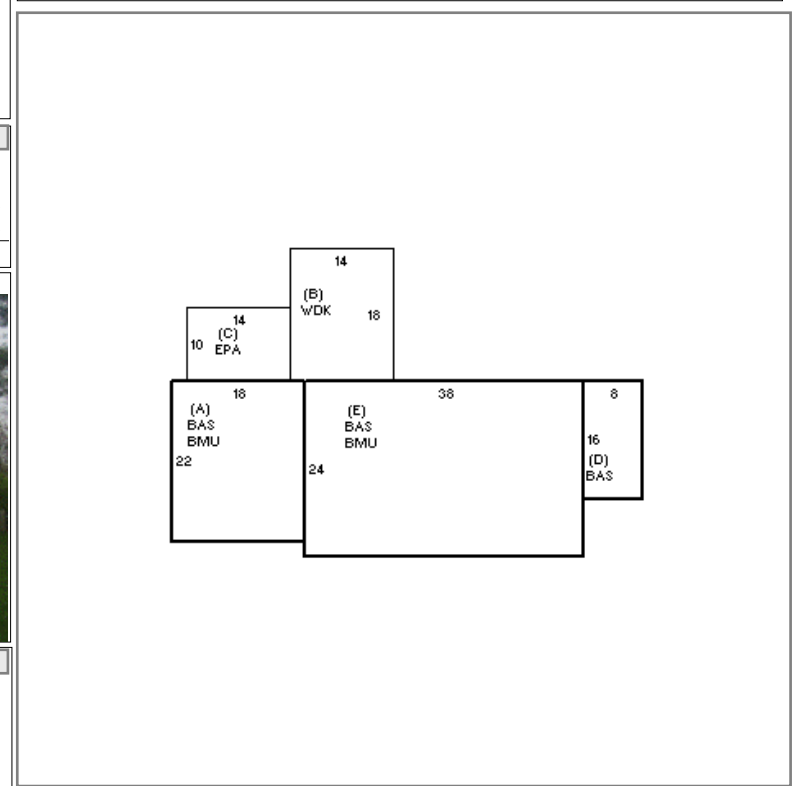 14
(B)
WDK
18
14
(C)
10
EPA
18
(A)
BAS
BMU
22
38
(E)
BAS
BMU
24
8
16
(D)
BAS